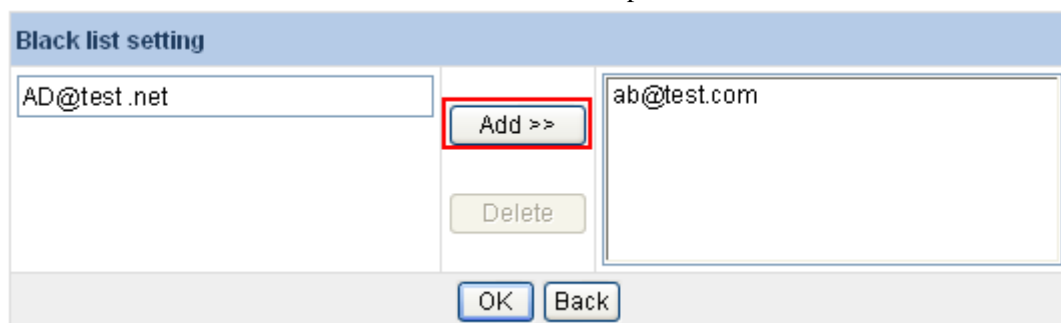 Black list setting
AD@test .net
Add >>
ab@test.com
Delete
OK
Back